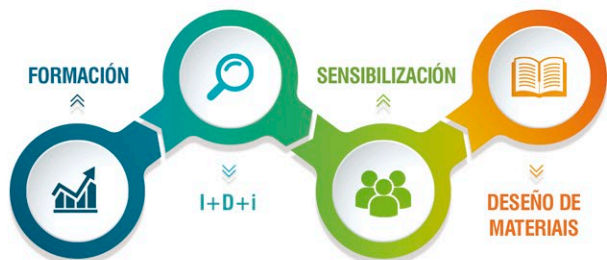 FORMACIÓN
I+D+i
SENSIBILIZACIÓN
DESEÑO DE
MATERIAIS